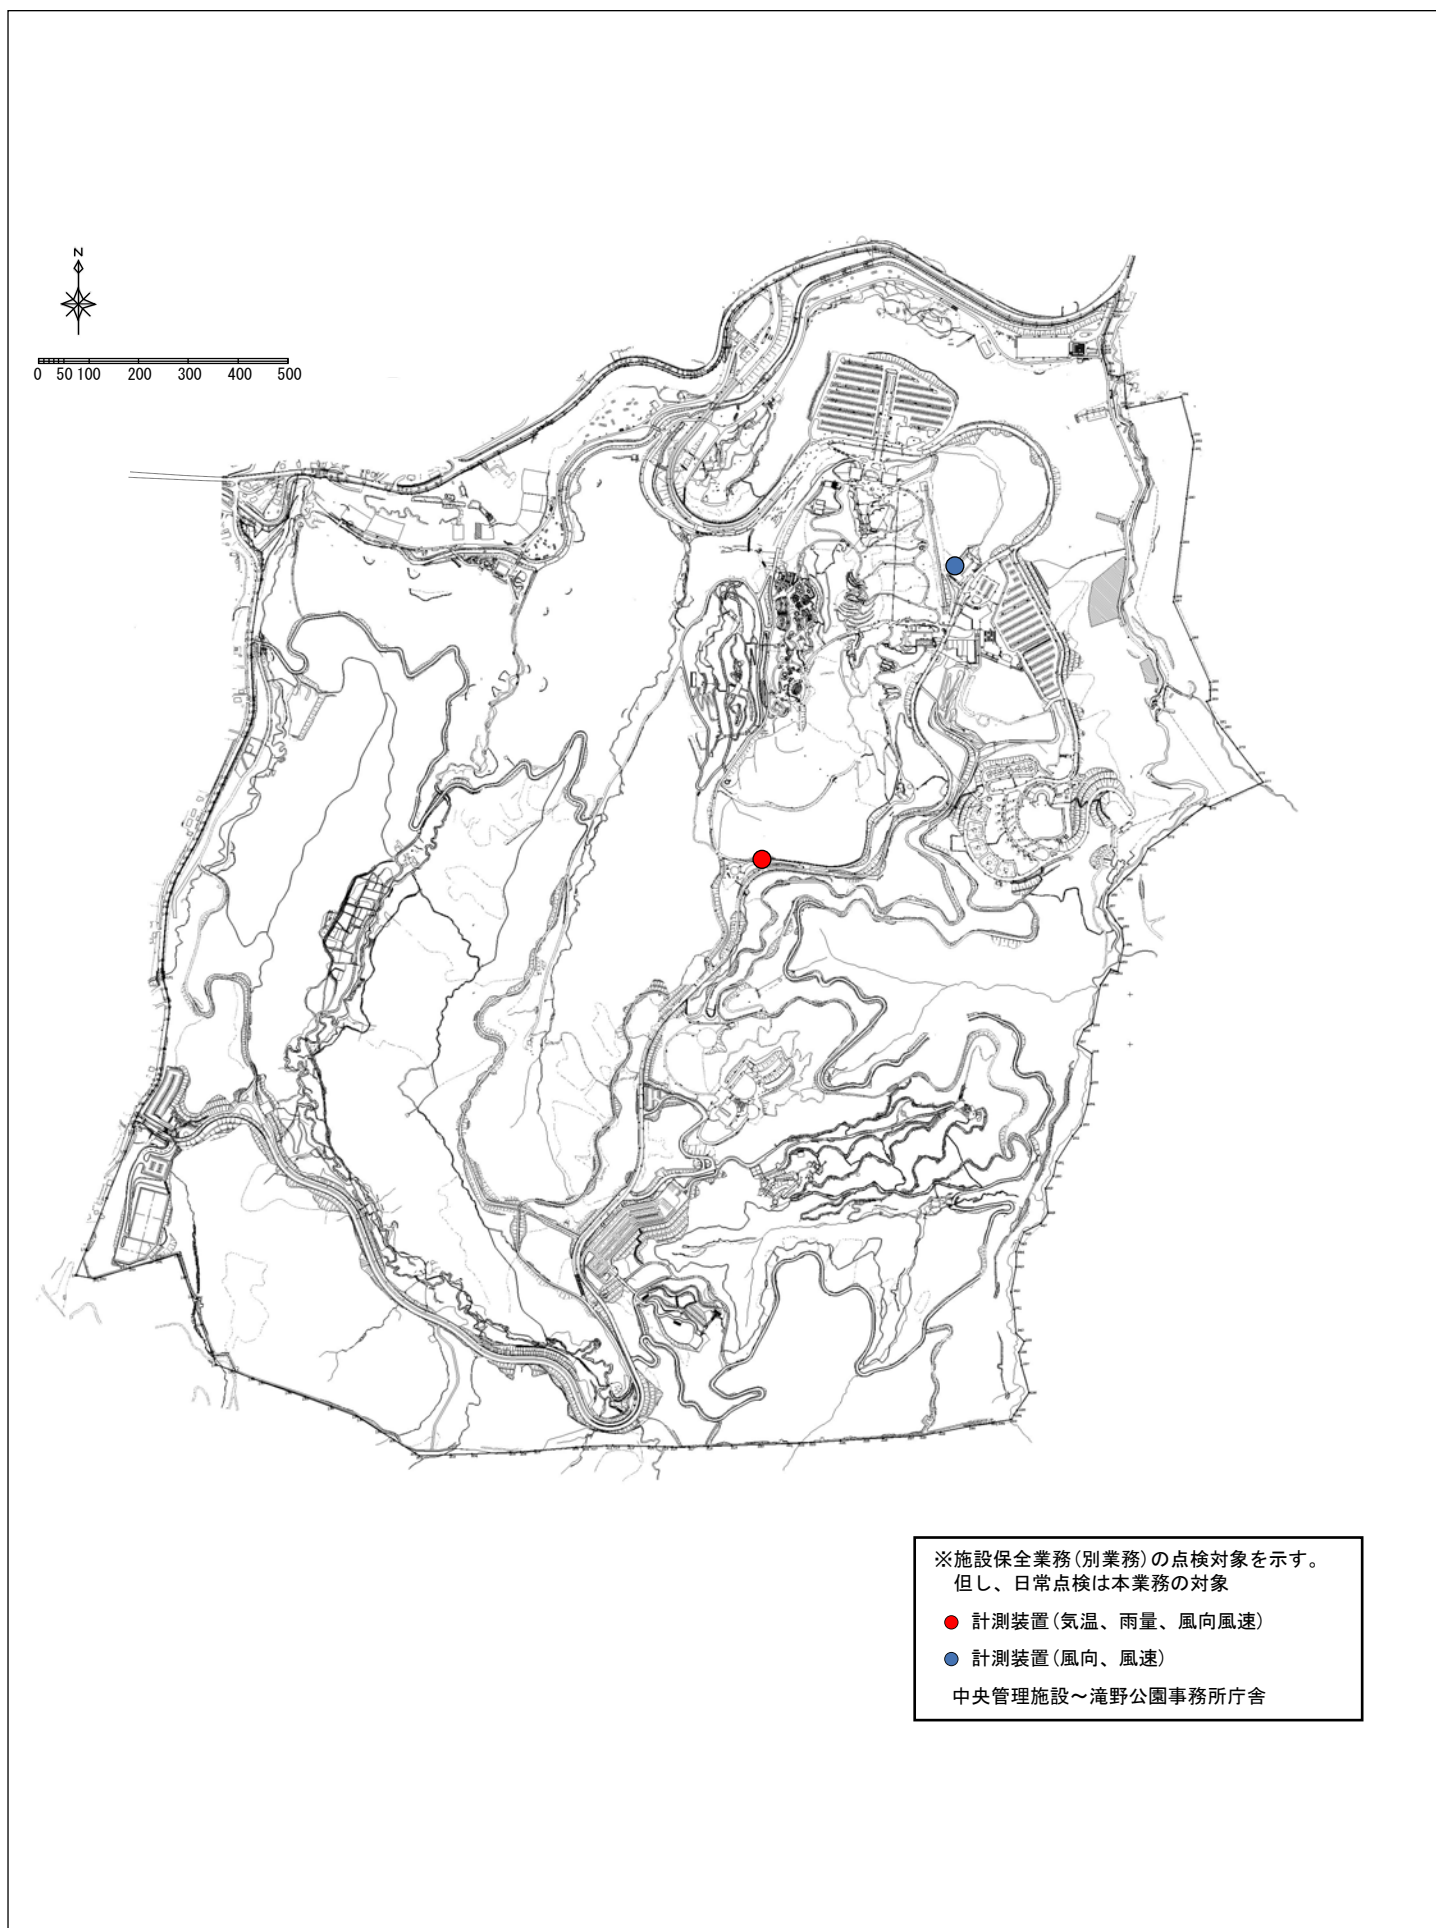 N
0 50 100 200 300 400 500
※施設保全業務(別業務)の点検対象を示す。
但し、日常点検は本業務の対象
計測装置(気温、雨量、風向風速)
計測装置(風向、風速)
中央管理施設～滝野公園事務所庁舎